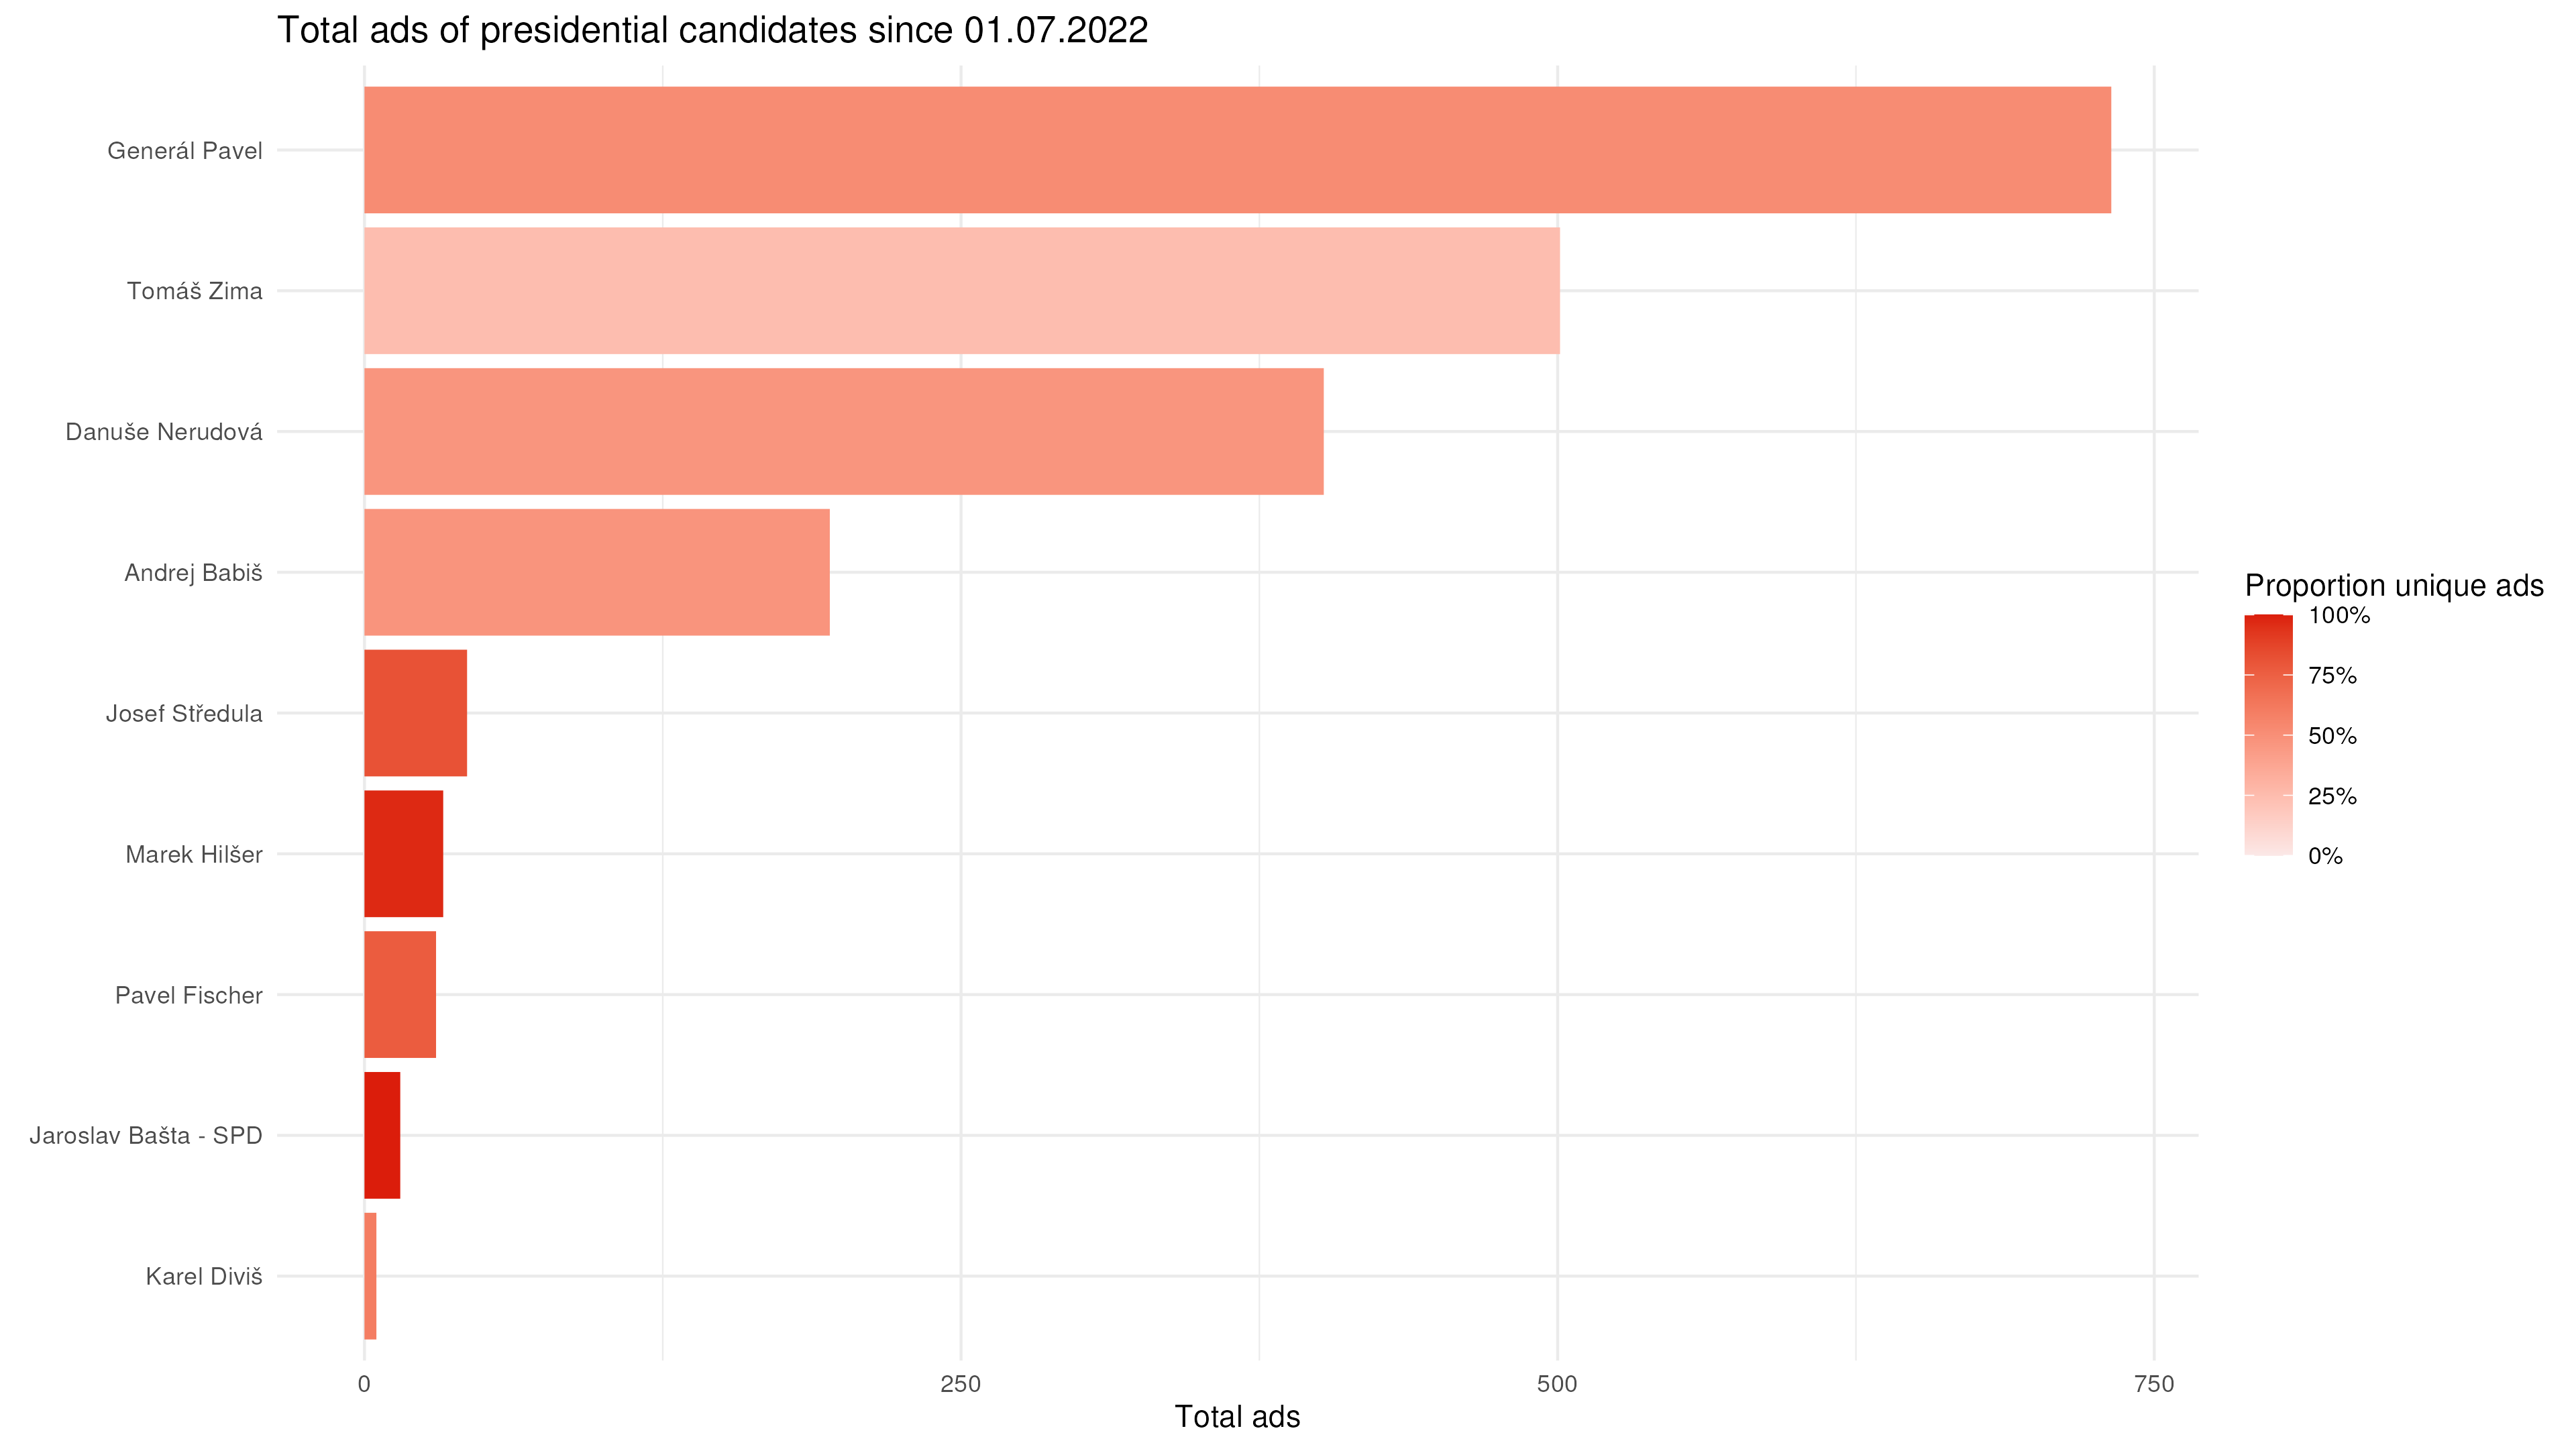 Total ads of presidential candidates since 01.07.2022
Generál Pavel
Tomáš Zima
Danuše Nerudová
Andrej Babiš
Josef Středula
Marek Hilšer
Pavel Fischer
Jaroslav Bašta - SPD
Karel Diviš
0
250
500
750
Total ads
Proportion unique ads
100%
75%
50%
25%
0%